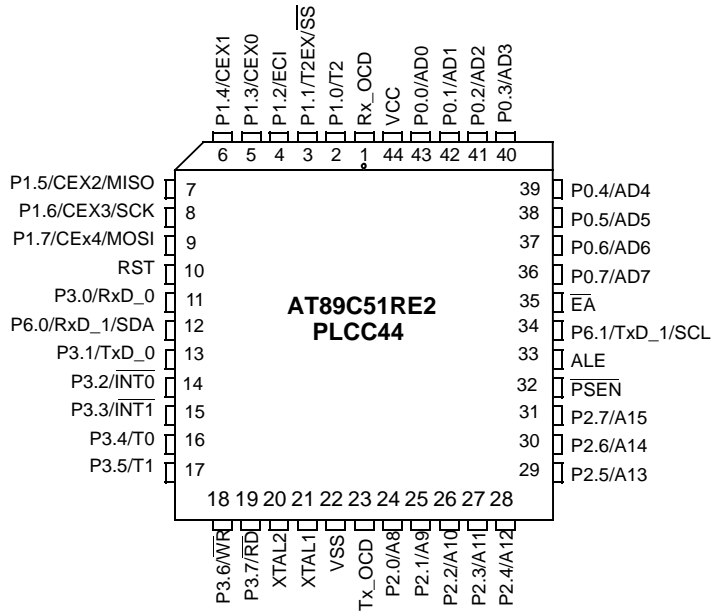 P1.4/CEX1
P1.3/CEX0
P1.2/ECI
P1.1/T2EX/S̅S̅
P1.0/T2
Rx_OCD
VCC
P0.0/AD0
P0.1/AD1
P0.2/AD2
P0.3/AD3
6 5 4 3 2 1 44 43 42 41 40
P1.5/CEX2/MISO 7
P1.6/CEX3/SCK 8
P1.7/CEx4/MOSI 9
RST 10
P3.0/RxD_0 11
P6.0/RxD_1/SDA 12
P3.1/TxD_0 13
P3.2/I̅N̅T̅0̅ 14
P3.3/I̅N̅T̅1̅ 15
P3.4/T0 16
P3.5/T1 17
AT89C51RE2
PLCC44
39 P0.4/AD4
38 P0.5/AD5
37 P0.6/AD6
36 P0.7/AD7
35 E̅A̅
34 P6.1/TxD_1/SCL
33 ALE
32 P̅S̅E̅N̅
31 P2.7/A15
30 P2.6/A14
29 P2.5/A13
18 19 20 21 22 23 24 25 26 27 28
P3.6/W̅R̅
P3.7/R̅D̅
XTAL2
XTAL1
VSS
Tx_OCD
P2.0/A8
P2.1/A9
P2.2/A10
P2.3/A11
P2.4/A12